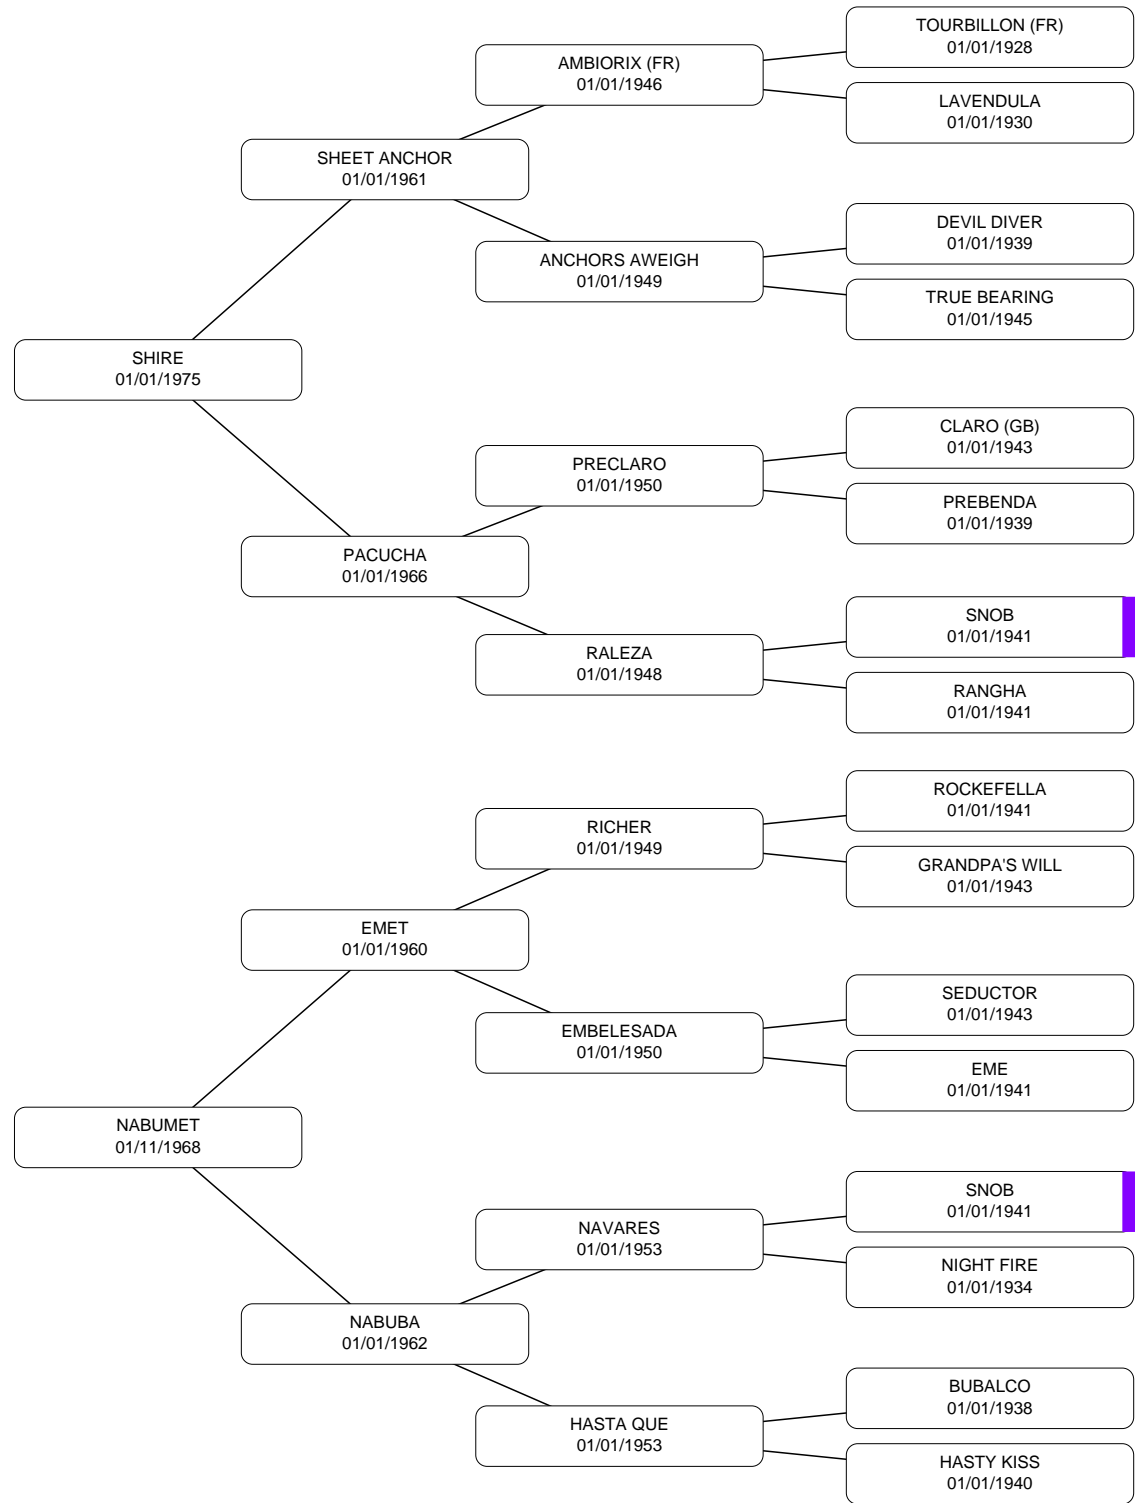 TOURBILLON (FR)
01/01/1928
AMBIORIX (FR)
01/01/1946
LAVENDULA
01/01/1930
SHEET ANCHOR
01/01/1961
DEVIL DIVER
01/01/1939
ANCHORS AWEIGH
01/01/1949
TRUE BEARING
01/01/1945
SHIRE
01/01/1975
CLARO (GB)
01/01/1943
PRECLARO
01/01/1950
PREBENDA
01/01/1939
PACUCHA
01/01/1966
SNOB
01/01/1941
RALEZA
01/01/1948
RANGHA
01/01/1941
ROCKEFELLA
01/01/1941
RICHER
01/01/1949
GRANDPA'S WILL
01/01/1943
EMET
01/01/1960
SEDUCTOR
01/01/1943
EMBELESADA
01/01/1950
EME
01/01/1941
NABUMET
01/11/1968
SNOB
01/01/1941
NAVARES
01/01/1953
NIGHT FIRE
01/01/1934
NABUBA
01/01/1962
BUBALCO
01/01/1938
HASTA QUE
01/01/1953
HASTY KISS
01/01/1940